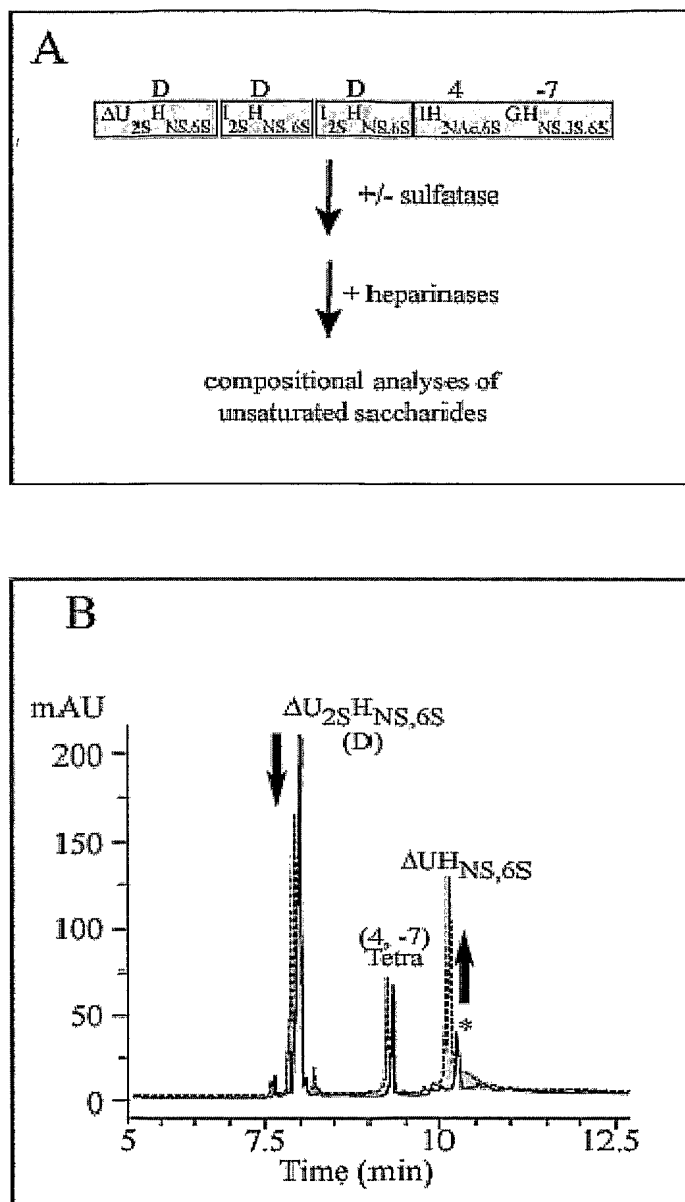 A
D D D 4 -7
ΔU2SHNS,6S I2SHNS,6S I2SHNS,6S IHNAc,6S GHNS,3S,6S
+/- sulfatase
+ heparinases
compositional analyses of
unsaturated saccharides
B
mAU
ΔU2SHNS,6S
(D)
200
150
ΔUHNS,6S
100
(4, -7)
Tetra
50
*
0
5 7.5 10 12.5
Time (min)